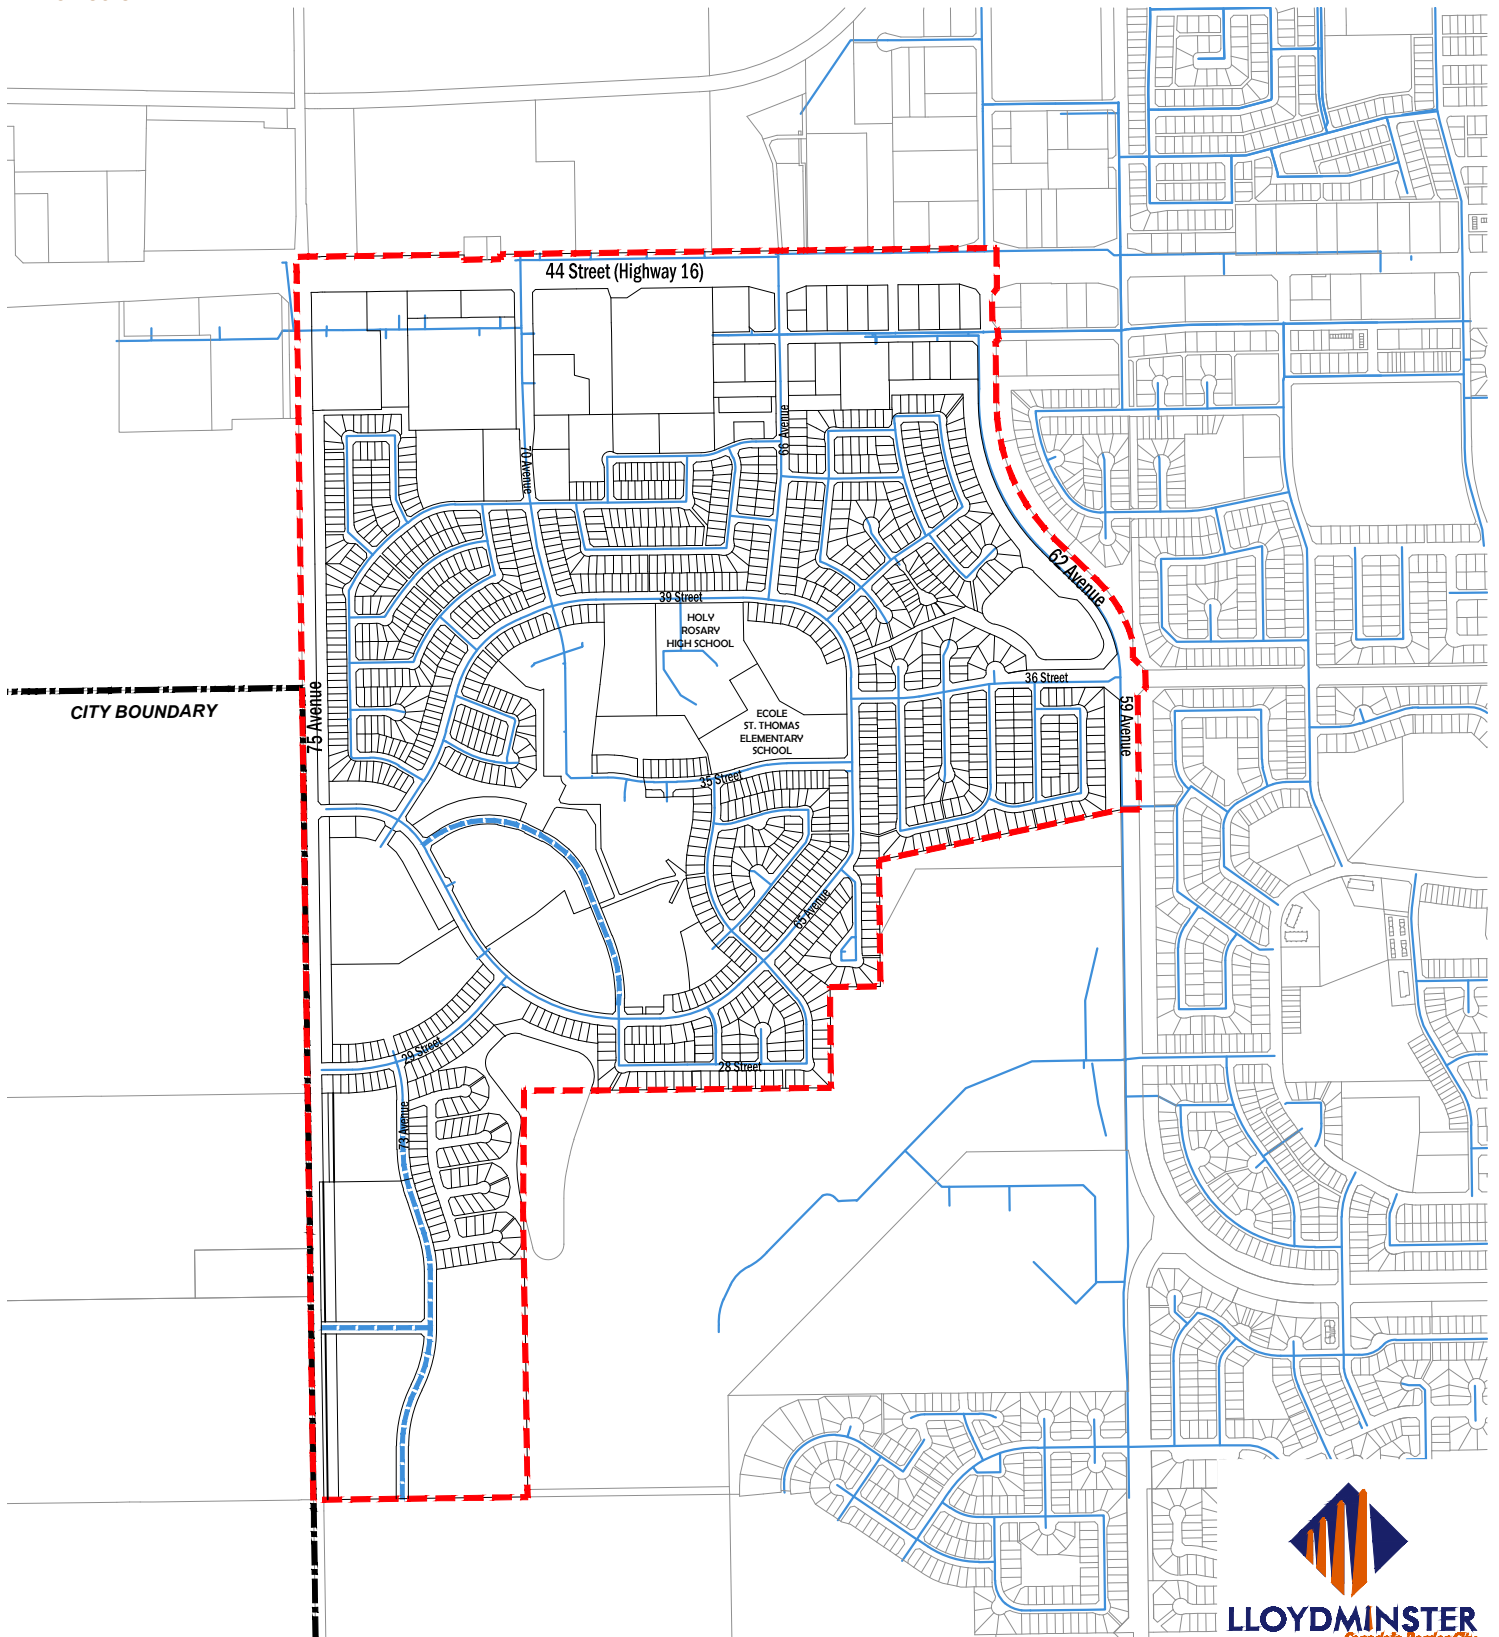 44 Street (Highway 16)
66 Avenue
70 Avenue
62 Avenue
39 Street
HOLY
ROSARY
HIGH SCHOOL
36 Street
CITY BOUNDARY
75 Avenue
59 Avenue
ECOLE
ST. THOMAS
ELEMENTARY
SCHOOL
35 Street
65 Avenue
29 Street
28 Street
73 Avenue
LLOYDMINSTER